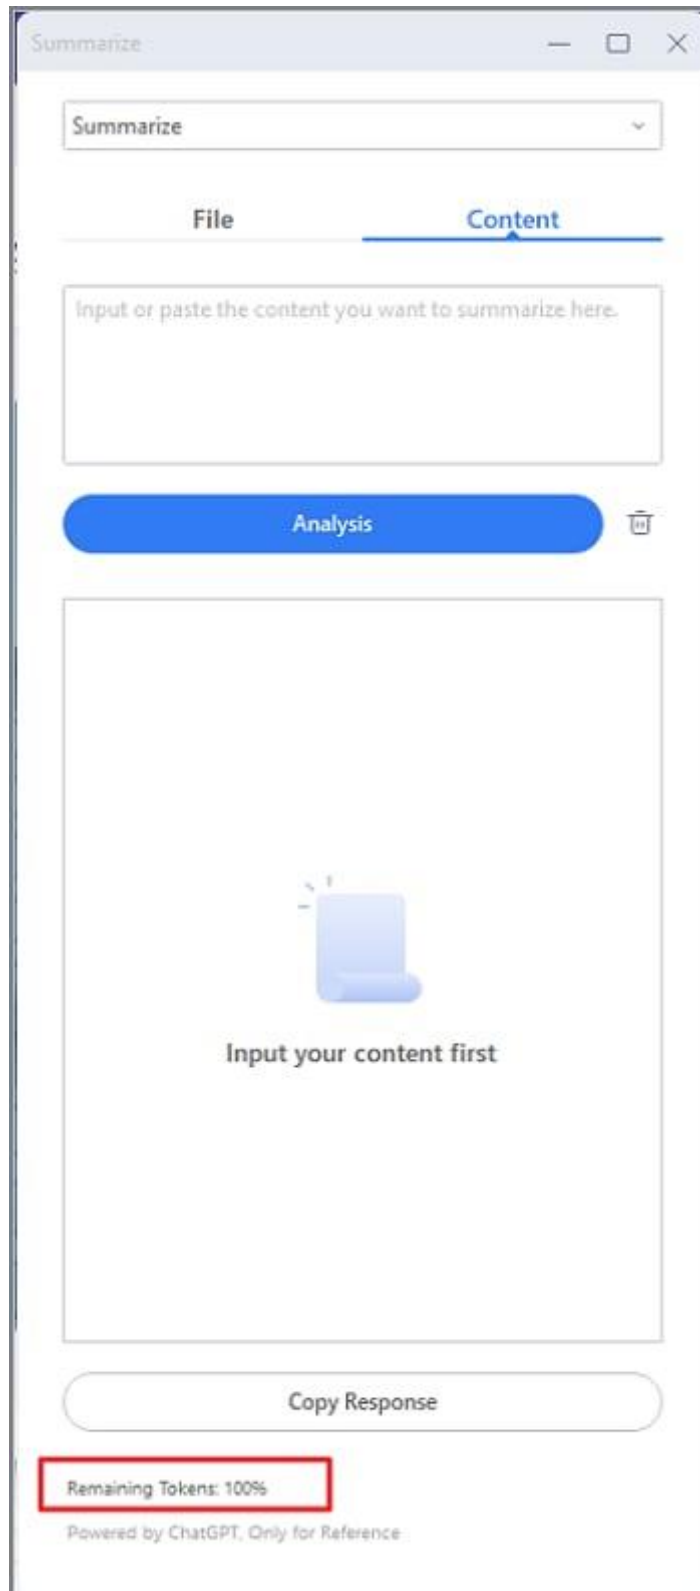 Summarize
Summarize
File
Content
Input or paste the content you want to summarize here.
Analysis
Input your content first
Copy Response
Remaining Tokens: 100%
Powered by ChatGPT, Only for Reference